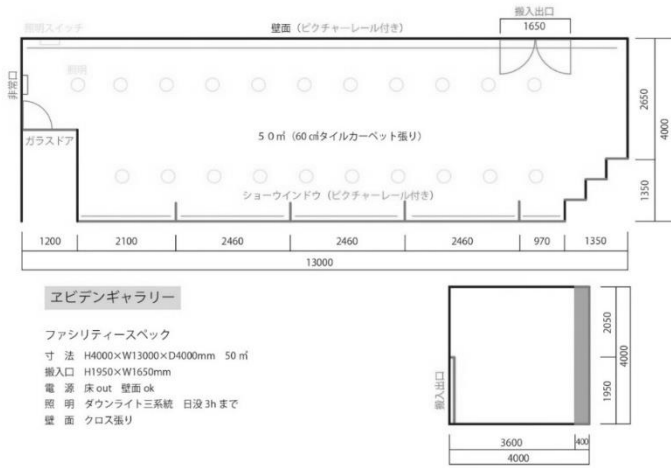 照明スイッチ
壁面（ピクチャーレール付き）
搬入出口
1650
照明
非常口
ガラスドア
５０㎡（60㎝タイルカーペット張り）
2650
4000
1350
ショーウインドウ（ピクチャーレール付き）
1200
2100
2460
2460
2460
970
1350
13000
ヱビデンギャラリー
ファシリティースペック
寸　法　H4000×W13000×D4000mm　50㎡
搬入口　H1950×W1650mm
電　源　床out　壁面ok
照　明　ダウンライト三系統　日没3hまで
壁　面　クロス張り
搬入出口
2050
1950
4000
3600
400
4000